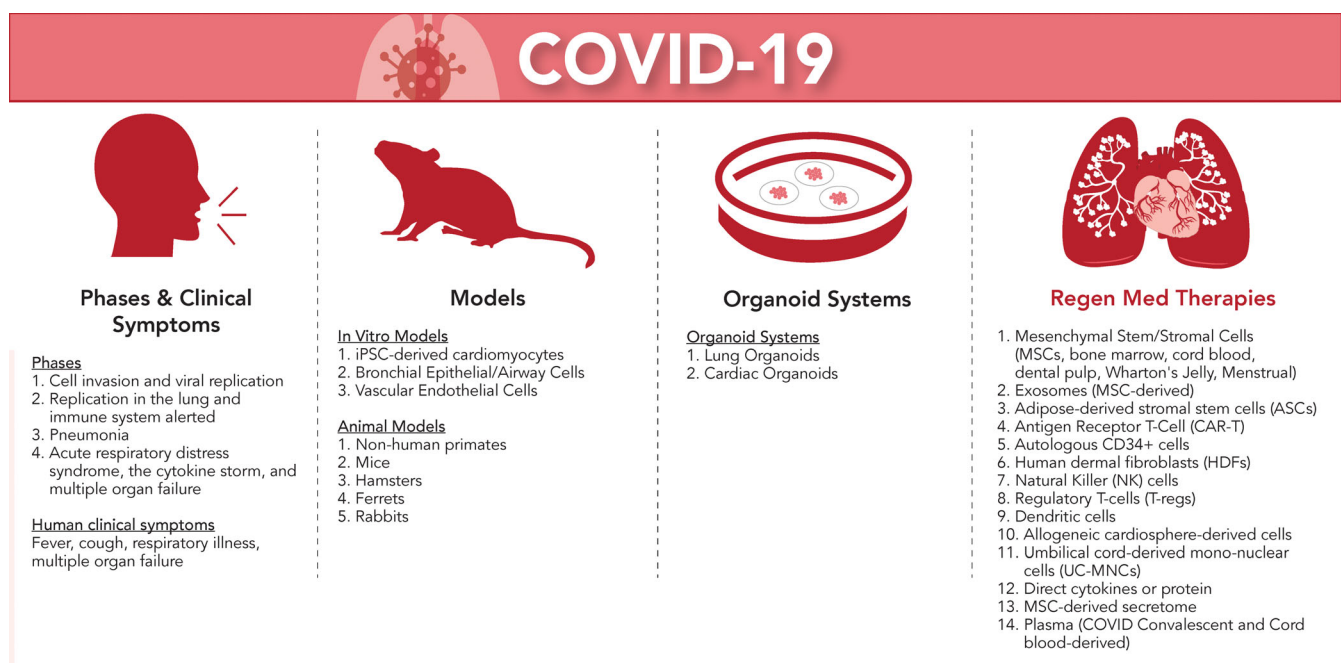 COVID-19
Phases & Clinical
Symptoms
Phases
1. Cell invasion and viral replication
2. Replication in the lung and
immune system alerted
3. Pneumonia
4. Acute respiratory distress
syndrome, the cytokine storm, and
multiple organ failure
Human clinical symptoms
Fever, cough, respiratory illness,
multiple organ failure
Models
In Vitro Models
1. iPSC-derived cardiomyocytes
2. Bronchial Epithelial/Airway Cells
3. Vascular Endothelial Cells
Animal Models
1. Non-human primates
2. Mice
3. Hamsters
4. Ferrets
5. Rabbits
Organoid Systems
Organoid Systems
1. Lung Organoids
2. Cardiac Organoids
Regen Med Therapies
1. Mesenchymal Stem/Stromal Cells
(MSCs, bone marrow, cord blood,
dental pulp, Wharton's Jelly, Menstrual)
2. Exosomes (MSC-derived)
3. Adipose-derived stromal stem cells (ASCs)
4. Antigen Receptor T-Cell (CAR-T)
5. Autologous CD34+ cells
6. Human dermal fibroblasts (HDFs)
7. Natural Killer (NK) cells
8. Regulatory T-cells (T-regs)
9. Dendritic cells
10. Allogeneic cardiosphere-derived cells
11. Umbilical cord-derived mono-nuclear
cells (UC-MNCs)
12. Direct cytokines or protein
13. MSC-derived secretome
14. Plasma (COVID Convalescent and Cord
blood-derived)